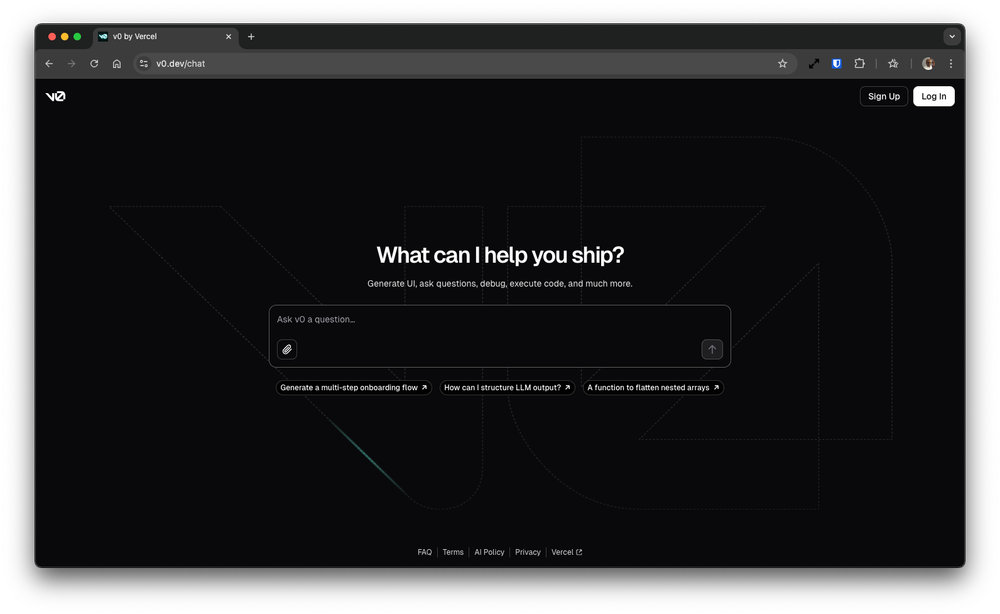 v0 by Vercel
v0.dev/chat
v0
Sign Up
Log In
What can I help you ship?
Generate UI, ask questions, debug, execute code, and much more.
Ask v0 a question...
Generate a multi-step onboarding flow
How can I structure LLM output?
A function to flatten nested arrays
FAQ
Terms
AI Policy
Privacy
Vercel